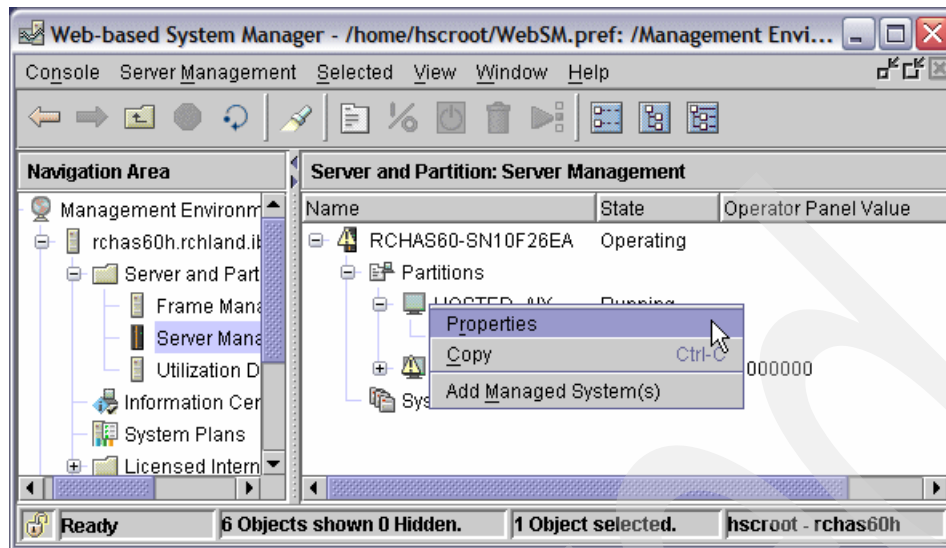 Web-based System Manager - /home/hscroot/WebSM.pref: /Management Envi...
Console Server Management Selected View Window Help
Navigation Area
Server and Partition: Server Management
Management Environm
rchas60h.rchland.i
Server and Part
Frame Mana
Server Mana
Utilization D
Information Cer
System Plans
Licensed Intern
Name State Operator Panel Value
RCHAS60-SN10F26EA Operating
Partitions
Running
000000
Sys
Properties
Copy Ctrl-C
Add Managed System(s)
Ready 6 Objects shown 0 Hidden. 1 Object selected. hscroot - rchas60h